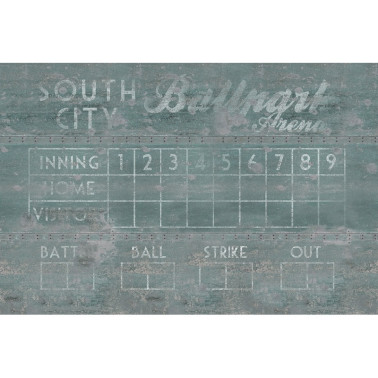 SOUTH Ballpark
CITY Arena
INNING 1 2 3 4 5 6 7 8 9
HOME
VISITOR
BATTER BALL STRIKE OUT